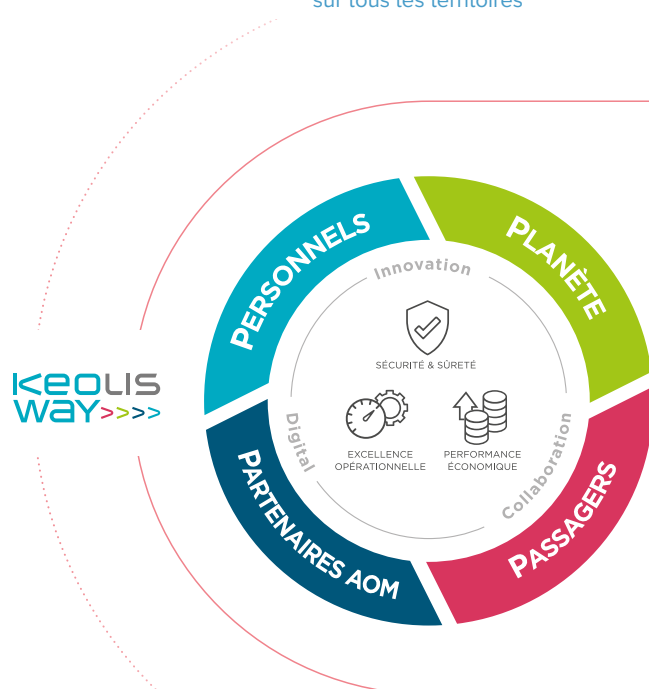 sur tous les territoires
PERSONNELS
PLANÈTE
Innovation
SÉCURITÉ & SÛRETÉ
KEOLIS
WAY>>>>
Digital
EXCELLENCE
OPÉRATIONNELLE
PERFORMANCE
ÉCONOMIQUE
Collaboration
PARTENAIRES AOM
PASSAGERS